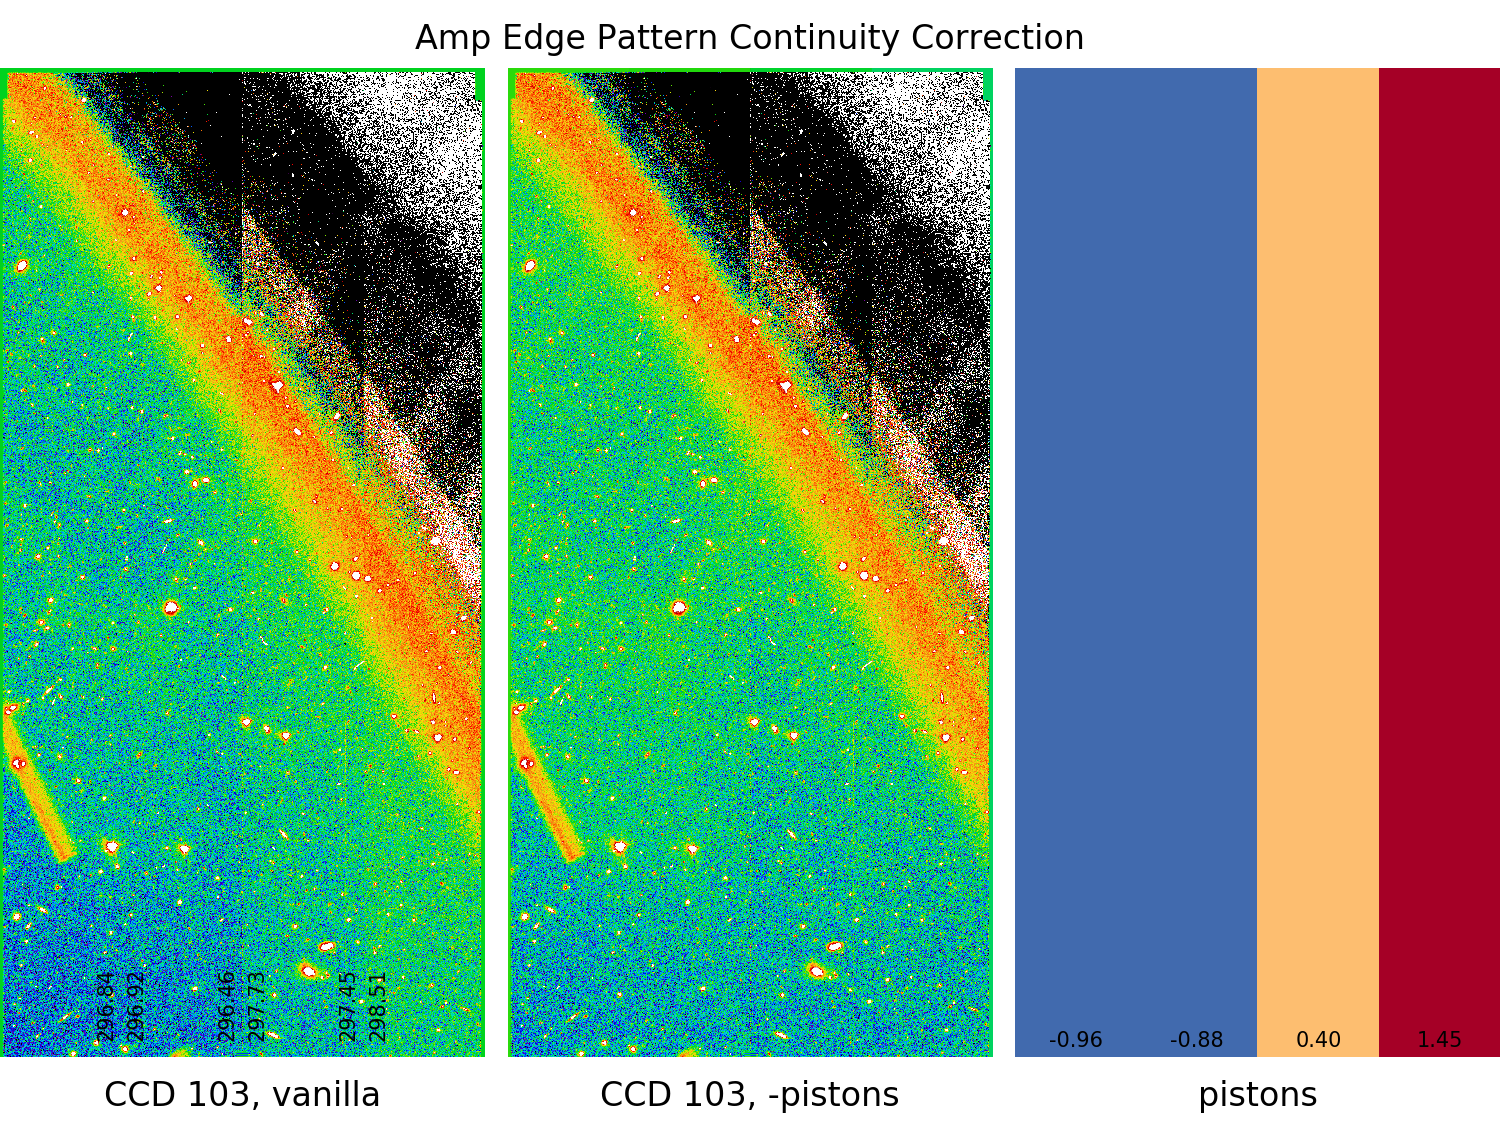 Amp Edge Pattern Continuity Correction
296.84
296.92
296.46
297.73
297.45
298.51
-0.96
-0.88
0.40
1.45
CCD 103, vanilla
CCD 103, -pistons
pistons